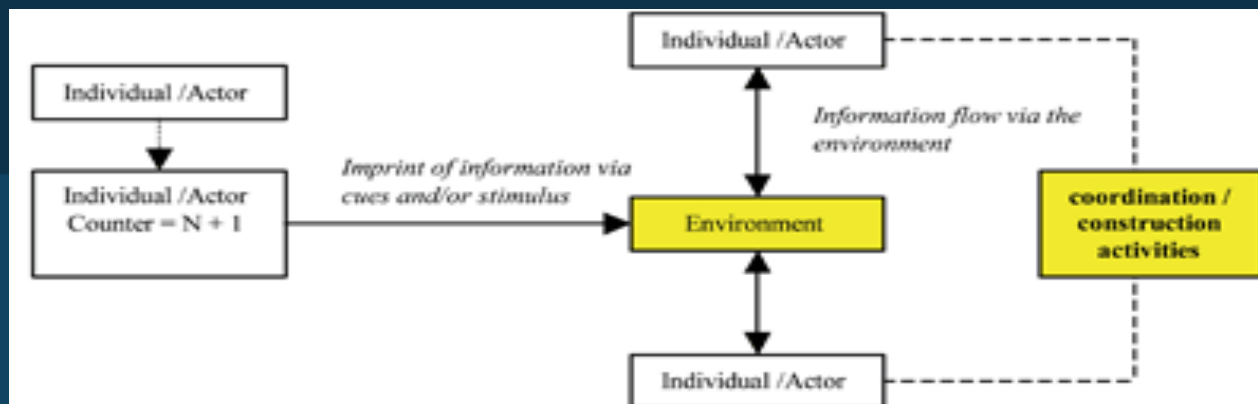 Individual /Actor
Individual /Actor
Counter = N + 1
Imprint of information via
cues and/or stimulus
Individual /Actor
Information flow via the
environment
Environment
Individual /Actor
coordination /
construction
activities